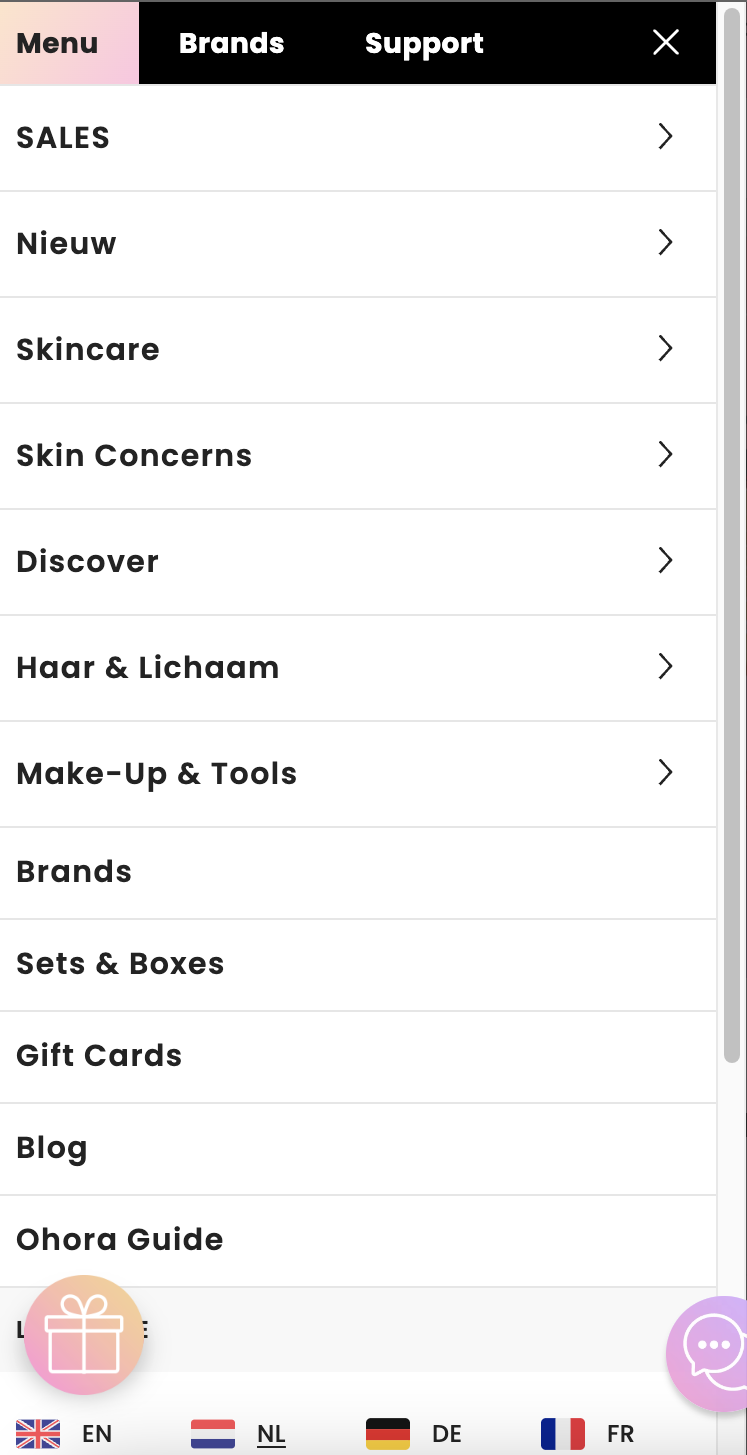 Menu Brands Support
SALES
Nieuw
Skincare
Skin Concerns
Discover
Haar & Lichaam
Make-Up & Tools
Brands
Sets & Boxes
Gift Cards
Blog
Ohora Guide
EN NL DE FR